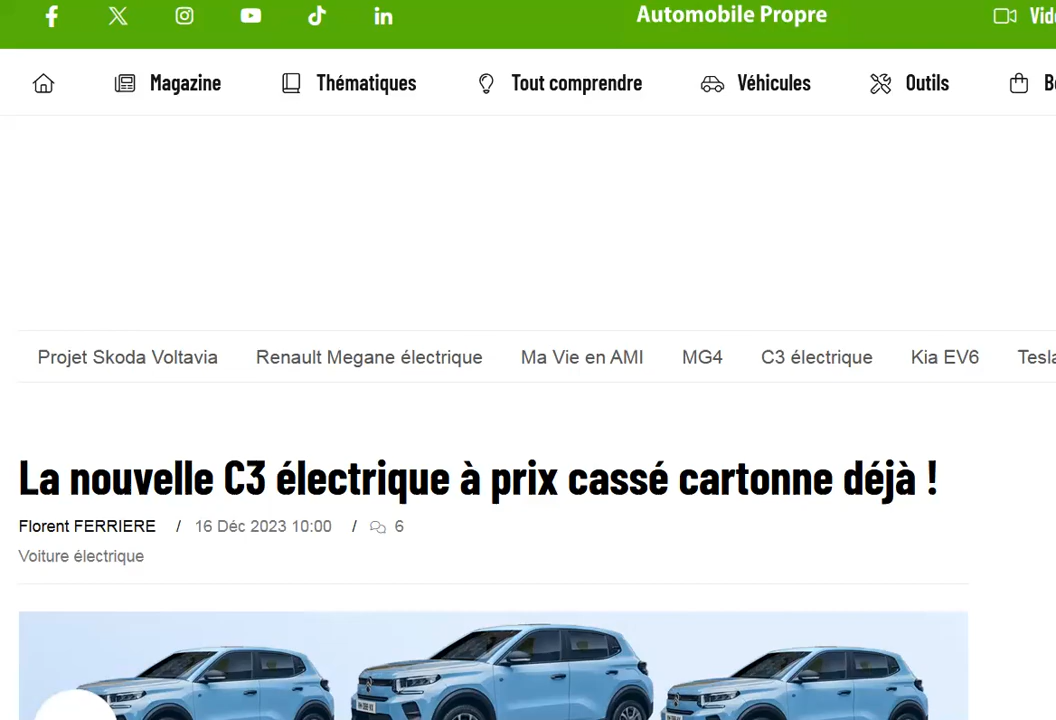 Automobile Propre
Magazine Thématiques Tout comprendre Véhicules Outils
Projet Skoda Voltavia Renault Megane électrique Ma Vie en AMI MG4 C3 électrique Kia EV6
La nouvelle C3 électrique à prix cassé cartonne déjà !
Florent FERRIERE / 16 Déc 2023 10:00 / 6
Voiture électrique